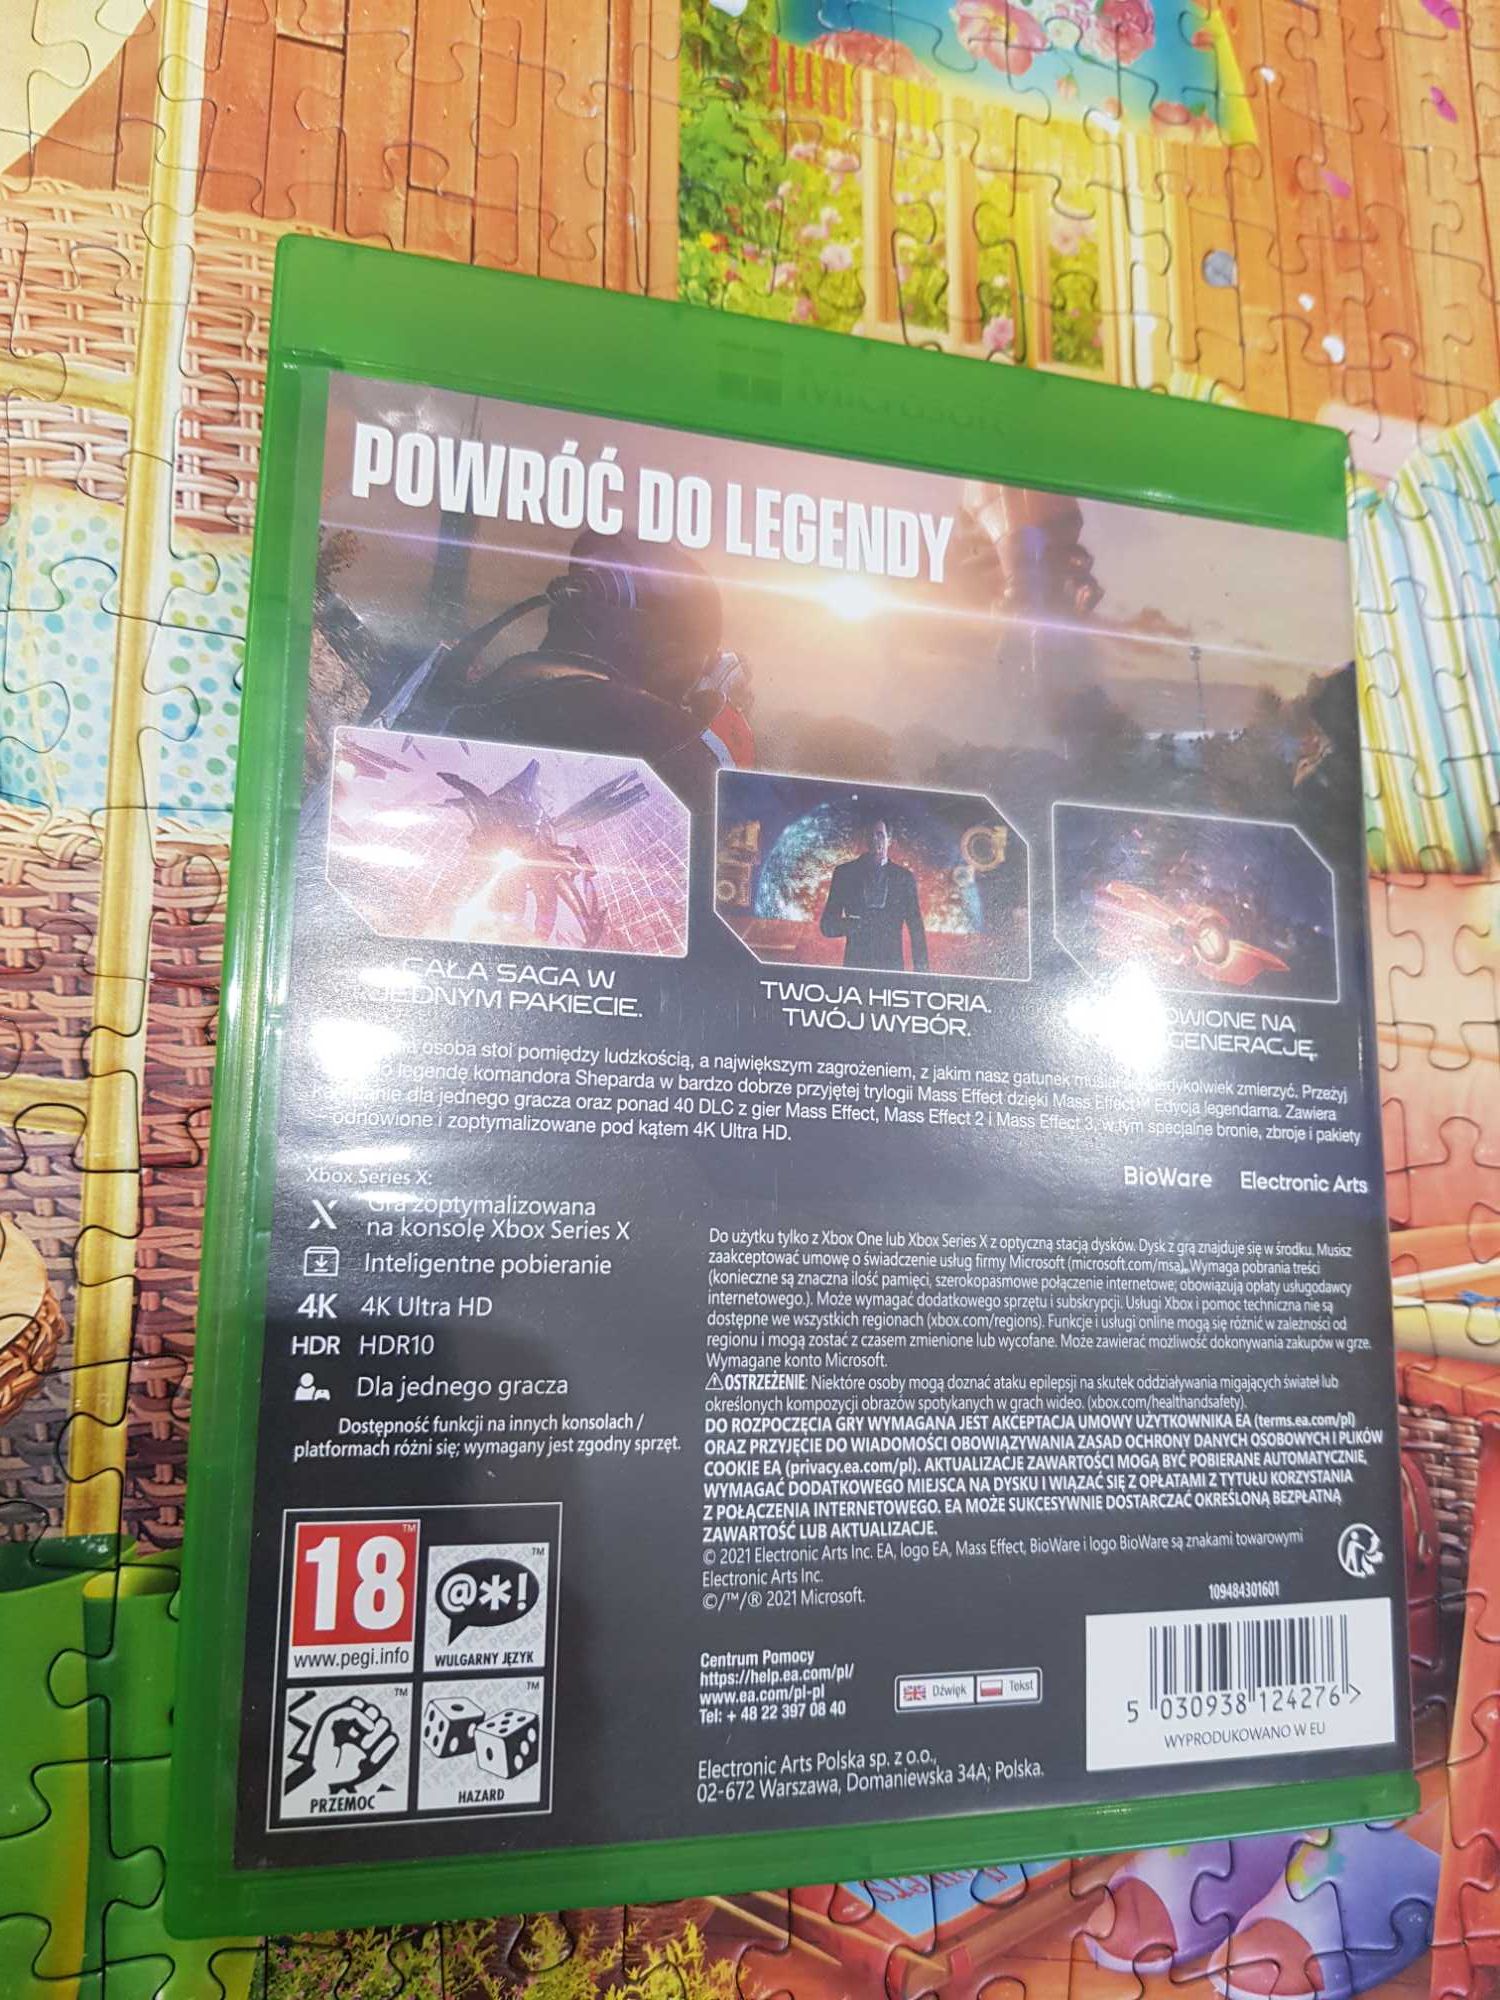 Microsoft
POWRÓĆ DO LEGENDY
CAŁA SAGA W
JEDNYM PAKIECIE.
TWOJA HISTORIA.
TWÓJ WYBÓR.
NA
GENERACJĘ.
osoba stoi pomiędzy ludzkością, a największym zagrożeniem, z jakim nasz gatunek musiał zmierzyć. Przeżyj
legendę komandora Sheparda w bardzo dobrze przyjętej trylogii Mass Effect dzięki Mass Effect™ Edycja legendarna. Zawiera
dla jednego gracza oraz ponad 40 DLC z gier Mass Effect, Mass Effect 2 i Mass Effect 3, w tym specjalne bronie, zbroje i pakiety
odnowione i zoptymalizowane pod kątem 4K Ultra HD.
BioWare Electronic Arts
Xbox Series X:
X Gra zoptymalizowana
na konsolę Xbox Series X
Inteligentne pobieranie
4K 4K Ultra HD
HDR HDR10
Dla jednego gracza
Dostępność funkcji na innych konsolach /
platformach różni się; wymagany jest zgodny sprzęt.
Do użytku tylko z Xbox One lub Xbox Series X z optyczną stacją dysków. Dysk z grą znajduje się w środku. Musisz
zaakceptować umowę o świadczenie usług firmy Microsoft (microsoft.com/msa). Wymaga pobrania treści
(konieczne są znaczna ilość pamięci, szerokopasmowe połączenie internetowe; obowiązują opłaty usługodawcy
internetowego.). Może wymagać dodatkowego sprzętu i subskrypcji. Usługi Xbox i pomoc techniczna nie są
dostępne we wszystkich regionach (xbox.com/regions). Funkcje i usługi online mogą się różnić w zależności od
regionu i mogą zostać z czasem zmienione lub wycofane. Może zawierać możliwość dokonywania zakupów w grze.
Wymagane konto Microsoft.
⚠OSTRZEŻENIE: Niektóre osoby mogą doznać ataku epilepsji na skutek oddziaływania migających świateł lub
określonych kompozycji obrazów spotykanych w grach wideo. (xbox.com/healthandsafety).
DO ROZPOCZĘCIA GRY WYMAGANA JEST AKCEPTACJA UMOWY UŻYTKOWNIKA EA (terms.ea.com/pl)
ORAZ PRZYJĘCIE DO WIADOMOŚCI OBOWIĄZYWANIA ZASAD OCHRONY DANYCH OSOBOWYCH I PLIKÓW
COOKIE EA (privacy.ea.com/pl). AKTUALIZACJE ZAWARTOŚCI MOGĄ BYĆ POBIERANE AUTOMATYCZNIE,
WYMAGAĆ DODATKOWEGO MIEJSCA NA DYSKU I WIĄZAĆ SIĘ Z OPŁATAMI Z TYTUŁU KORZYSTANIA
Z POŁĄCZENIA INTERNETOWEGO. EA MOŻE SUKCESYWNIE DOSTARCZAĆ OKREŚLONĄ BEZPŁATNĄ
ZAWARTOŚĆ LUB AKTUALIZACJE.
© 2021 Electronic Arts Inc. EA, logo EA, Mass Effect, BioWare i logo BioWare są znakami towarowymi
Electronic Arts Inc.
©/™/® 2021 Microsoft.
18™
www.pegi.info
@*!™
WULGARNY JĘZYK
™
PRZEMOC
™
HAZARD
Centrum Pomocy
https://help.ea.com/pl/
www.ea.com/pl-pl
Tel: + 48 22 397 08 40
Dźwięk Tekst
Electronic Arts Polska sp. z o.o.,
02-672 Warszawa, Domaniewska 34A; Polska.
109484301601
5 030938 124276 >
WYPRODUKOWANO W EU